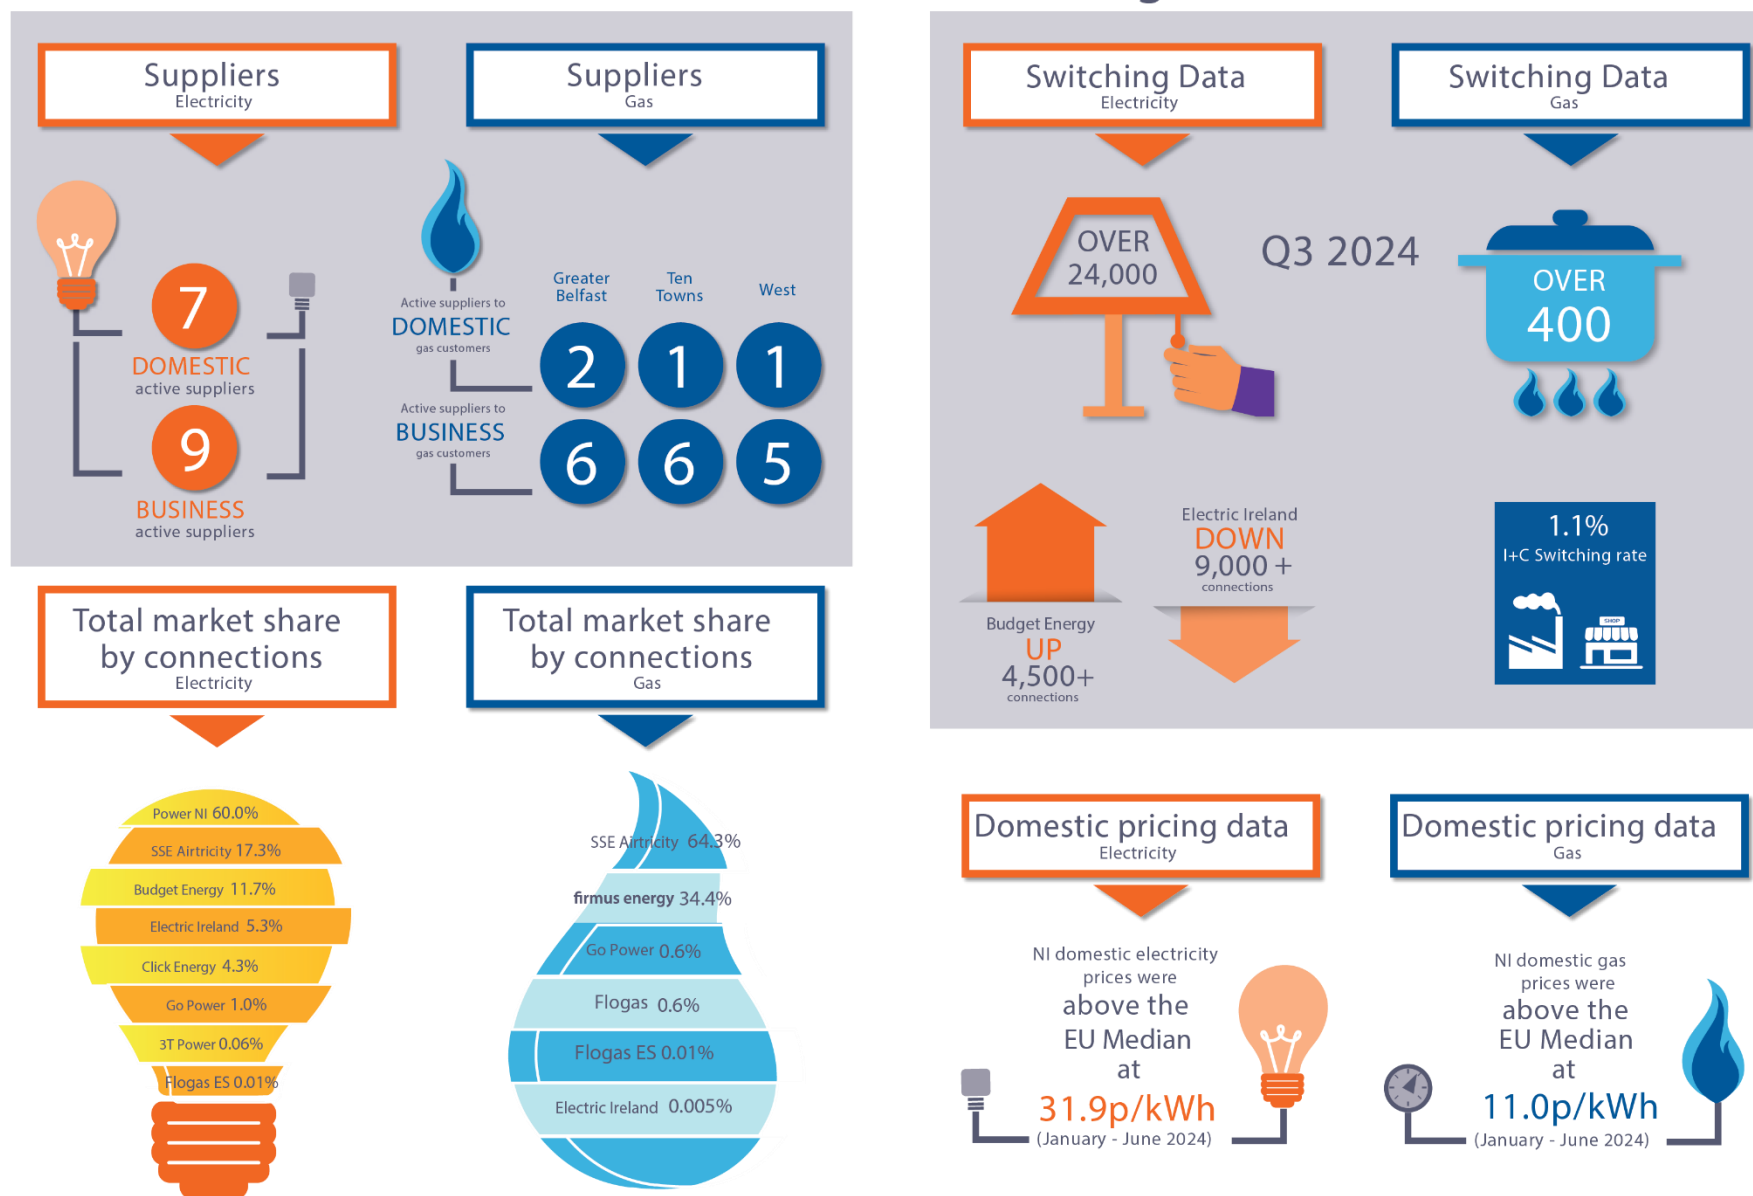 Suppliers
Electricity
Suppliers
Gas
7
DOMESTIC
active suppliers
9
BUSINESS
active suppliers
Greater
Belfast
Ten
Towns
West
Active suppliers to
DOMESTIC
gas customers
2
1
1
Active suppliers to
BUSINESS
gas customers
6
6
5
Total market share
by connections
Electricity
Power NI 60.0%
SSE Airtricity 17.3%
Budget Energy 11.7%
Electric Ireland 5.3%
Click Energy 4.3%
Go Power 1.0%
3T Power 0.06%
Flogas ES 0.01%
Total market share
by connections
Gas
SSE Airtricity 64.3%
firmus energy 34.4%
Go Power 0.6%
Flogas 0.6%
Flogas ES 0.01%
Electric Ireland 0.005%
Switching Data
Electricity
Switching Data
Gas
OVER
24,000
Q3 2024
OVER
400
Budget Energy
UP
4,500+
connections
Electric Ireland
DOWN
9,000 +
connections
1.1%
I+C Switching rate
SHOP
Domestic pricing data
Electricity
NI domestic electricity
prices were
above the
EU Median
at
31.9p/kWh
(January - June 2024)
Domestic pricing data
Gas
NI domestic gas
prices were
above the
EU Median
at
11.0p/kWh
(January - June 2024)